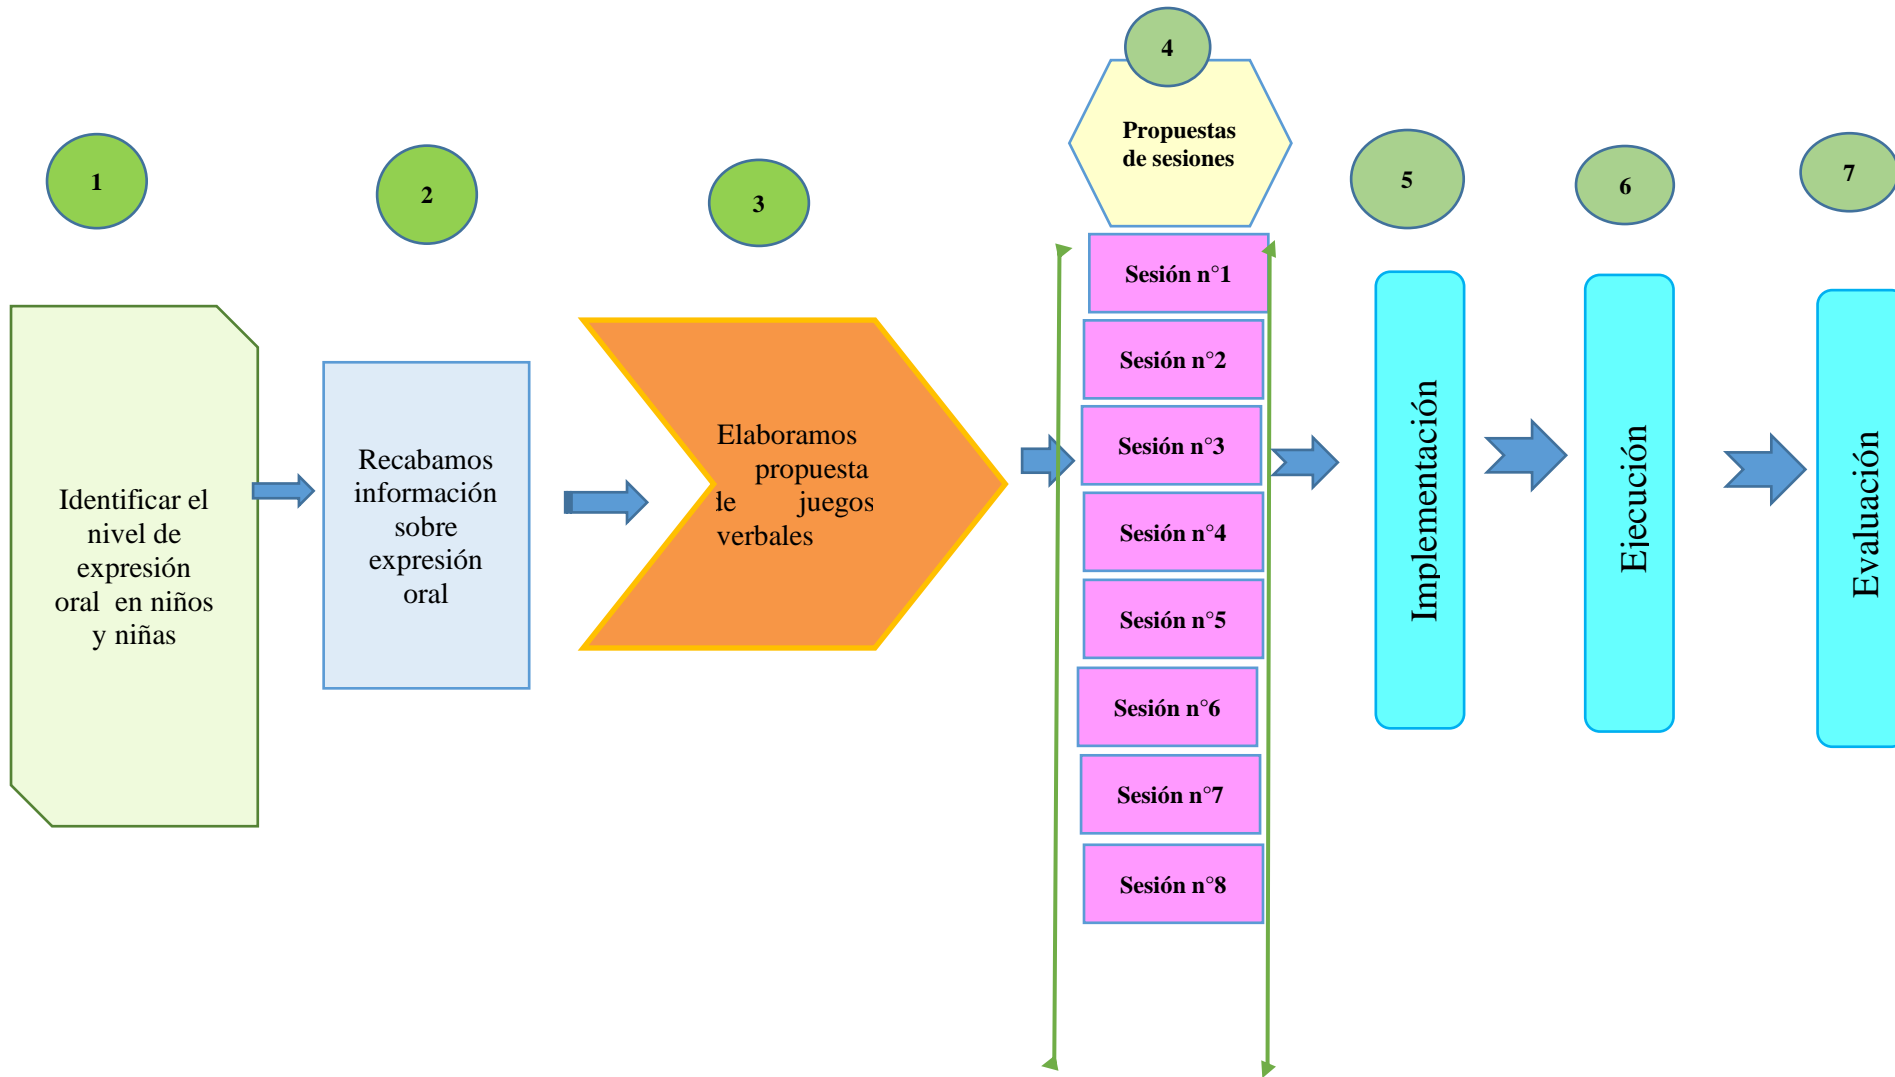 1
Identificar el
nivel de
expresión
oral en niños
y niñas
2
Recabamos
información
sobre
expresión
oral
3
Elaboramos
propuesta
de juegos
verbales
4
Propuestas
de sesiones
Sesión n°1
Sesión n°2
Sesión n°3
Sesión n°4
Sesión n°5
Sesión n°6
Sesión n°7
Sesión n°8
5
Implementación
6
Ejecución
7
Evaluación